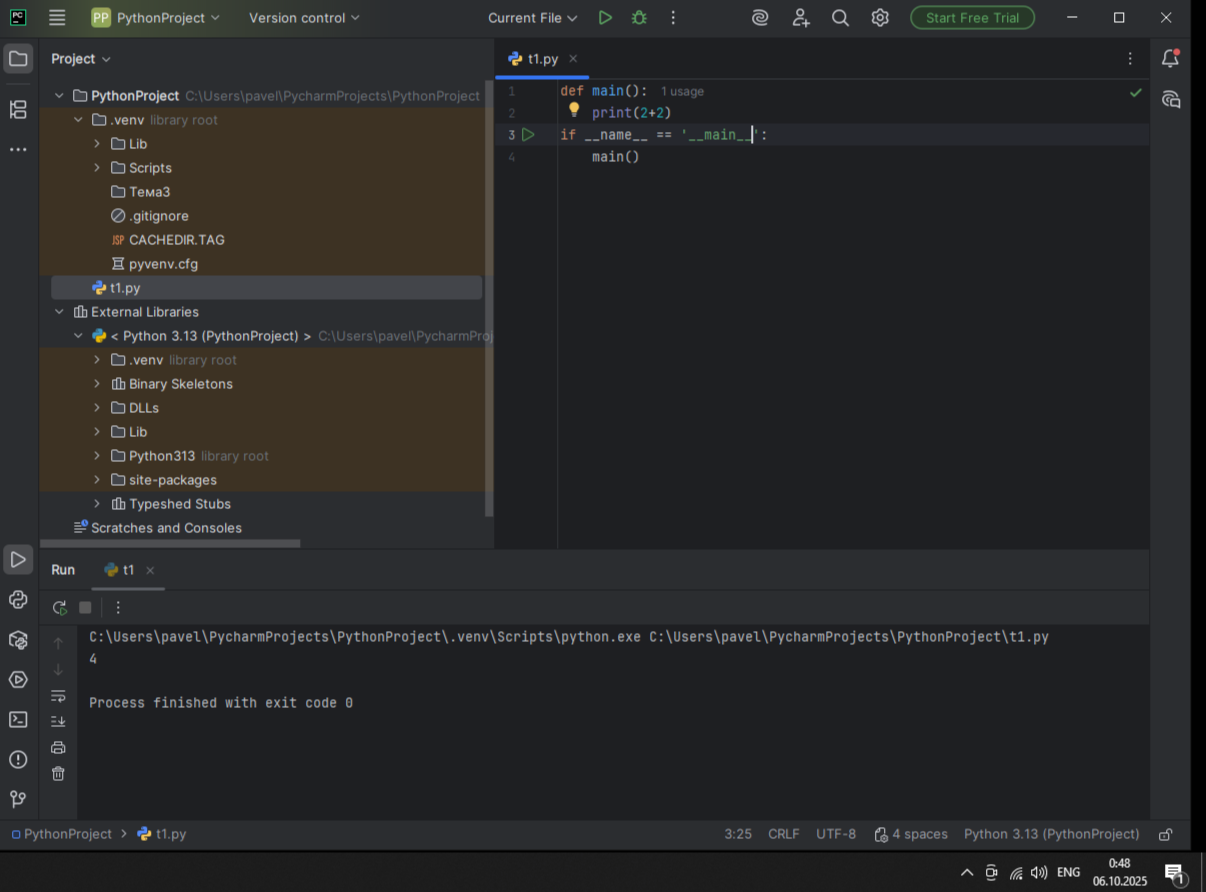 PC
PP PythonProject
Version control
Current File
Start Free Trial
Project
PythonProject C:\Users\pavel\PycharmProjects\PythonProject
.venv library root
Lib
Scripts
Тема3
.gitignore
JSP CACHEDIR.TAG
pyvenv.cfg
t1.py
External Libraries
< Python 3.13 (PythonProject) > C:\Users\pavel\PycharmProj
.venv library root
Binary Skeletons
DLLs
Lib
Python313 library root
site-packages
Typeshed Stubs
Scratches and Consoles
t1.py
1 def main(): 1 usage
2 print(2+2)
3 if __name__ == '__main__':
4 main()
Run
t1
C:\Users\pavel\PycharmProjects\PythonProject\.venv\Scripts\python.exe C:\Users\pavel\PycharmProjects\PythonProject\t1.py
4
Process finished with exit code 0
PythonProject > t1.py
3:25 CRLF UTF-8 4 spaces Python 3.13 (PythonProject)
ENG
0:48
06.10.2025
1